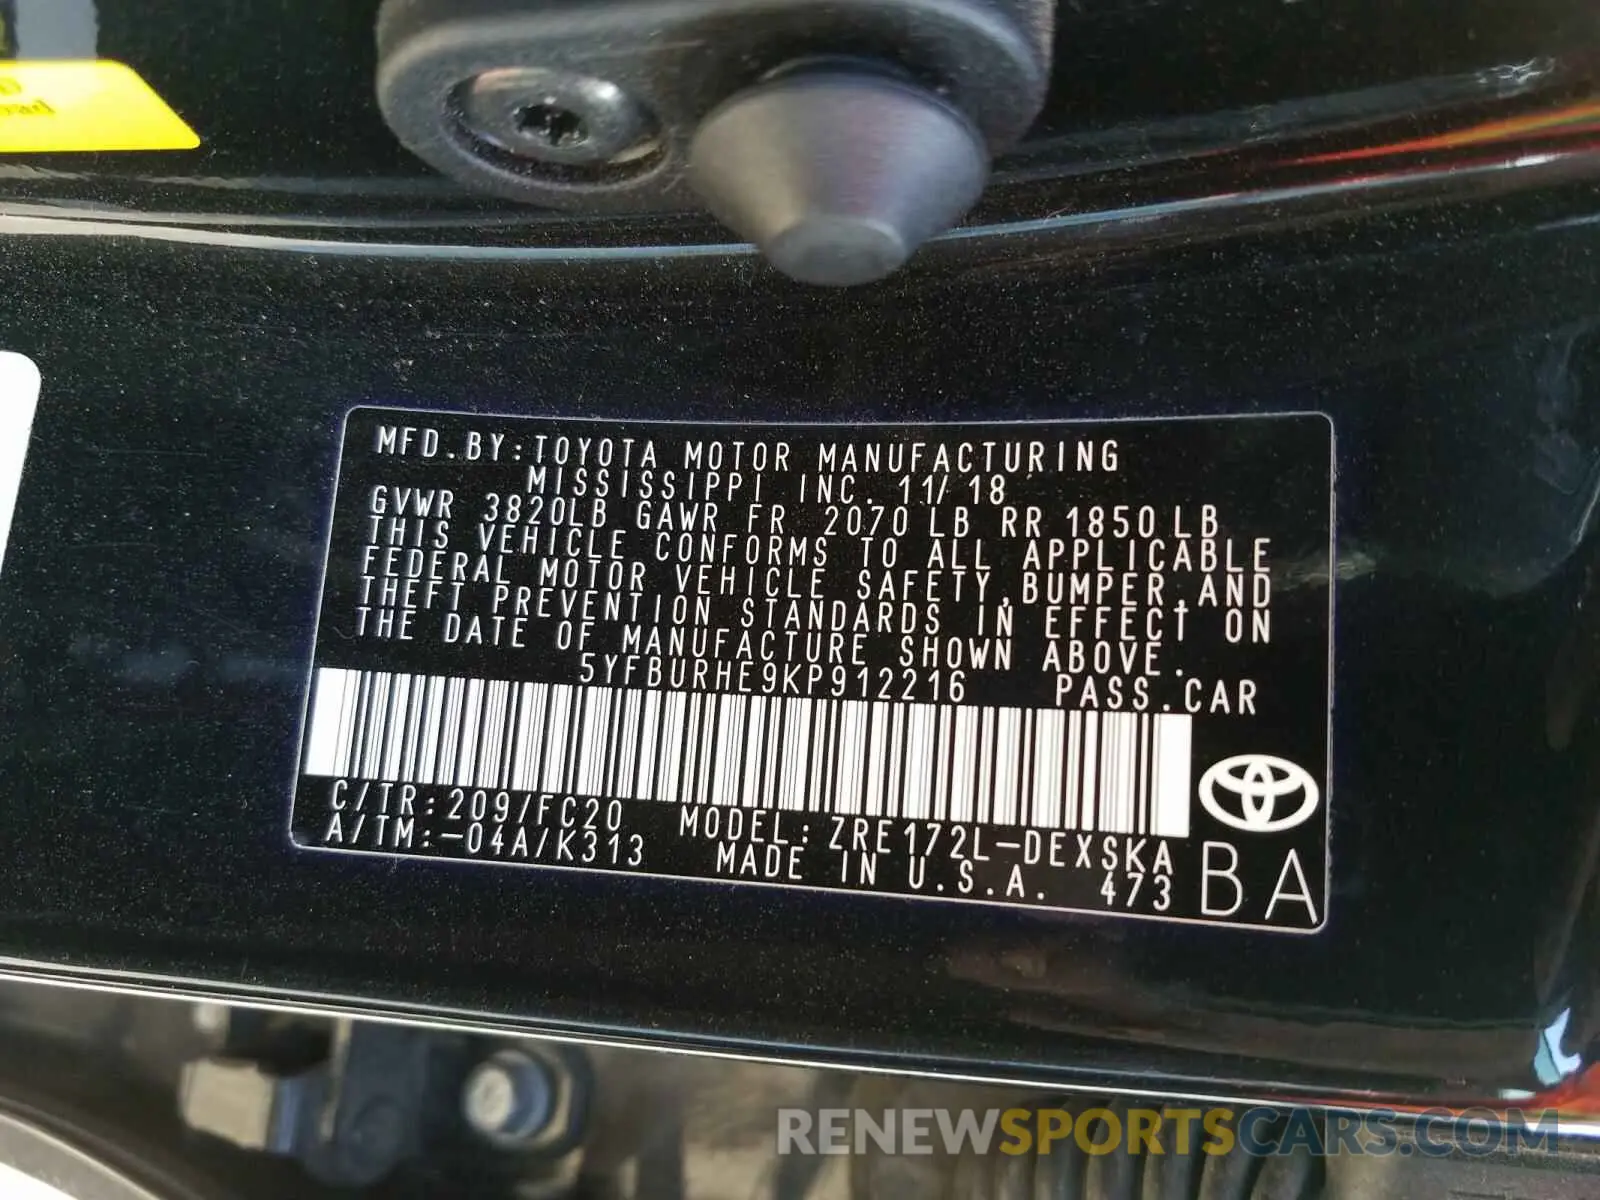 oad
MFD. BY: TOYOTA MOTOR MANUFACTURING
MISSISSIPPI INC. 11/18
GVWR 3820LB GAWR FR 2070 LB RR 1850 LB
THIS VEHICLE CONFORMS TO ALL APPLICABLE
FEDERAL MOTOR VEHICLE SAFETY, BUMPER, AND
THEFT PREVENTION STANDARDS IN EFFECT ON
THE DATE OF MANUFACTURE SHOWN ABOVE.
5YFBURHE9KP912216 PASS. CAR
C/TR: 209/FC20 MODEL: ZRE172L-DEXSKA
A/TM: -04A/K313 MADE IN U.S.A. 473
BA
RENEWSPORTSCARS.COM